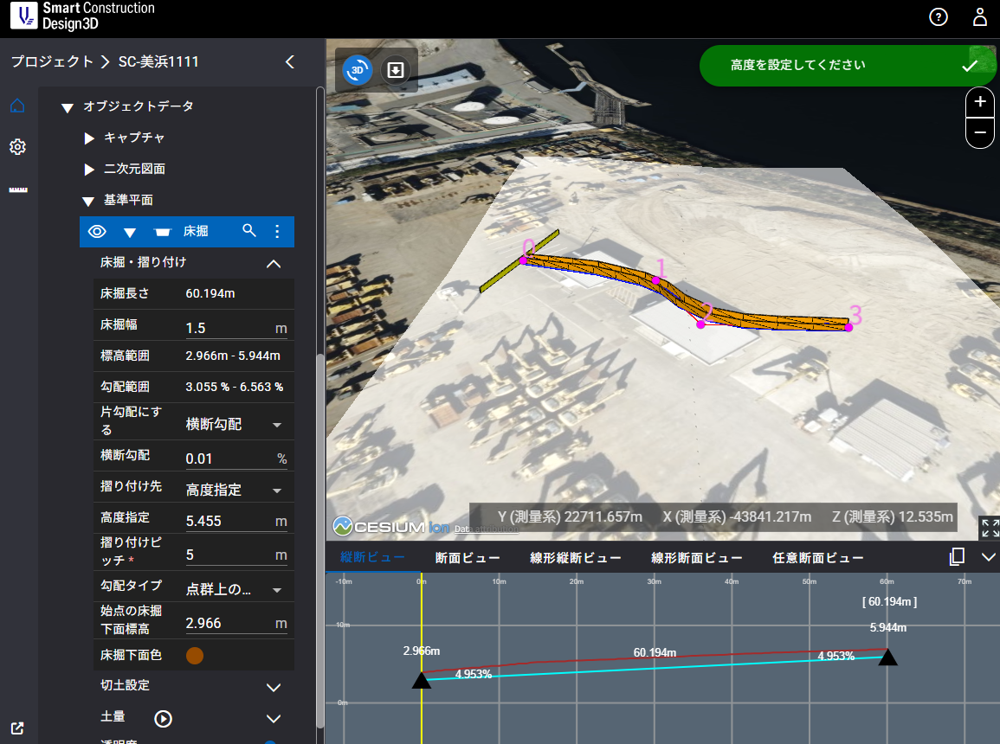 Smart Construction
Design3D
プロジェクト
SC-美浜1111
3D
高度を設定してください
+
−
オブジェクトデータ
キャプチャ
二次元図面
基準平面
床掘
床掘・摺り付け
床掘長さ 60.194m
床掘幅 1.5 m
標高範囲 2.966m - 5.944m
勾配範囲 3.055 % - 6.563 %
片勾配にす
る
横断勾配
横断勾配 0.01 %
摺り付け先 高度指定
高度指定 5.455 m
摺り付けピ
ッチ *
5 m
勾配タイプ 点群上の...
始点の床掘
下面標高
2.966 m
床掘下面色
切土設定
土量
透明度
0
1
2
3
CESIUM ion
Data attribution
Y (測量系) 22711.657m X (測量系) -43841.217m Z (測量系) 12.535m
縦断ビュー 断面ビュー 線形縦断ビュー 線形断面ビュー 任意断面ビュー
-10m 0m 10m 20m 30m 40m 50m 60m 70m
[ 60.194m ]
10m
5.944m
2.966m
60.194m
4.953%
4.953%
0m